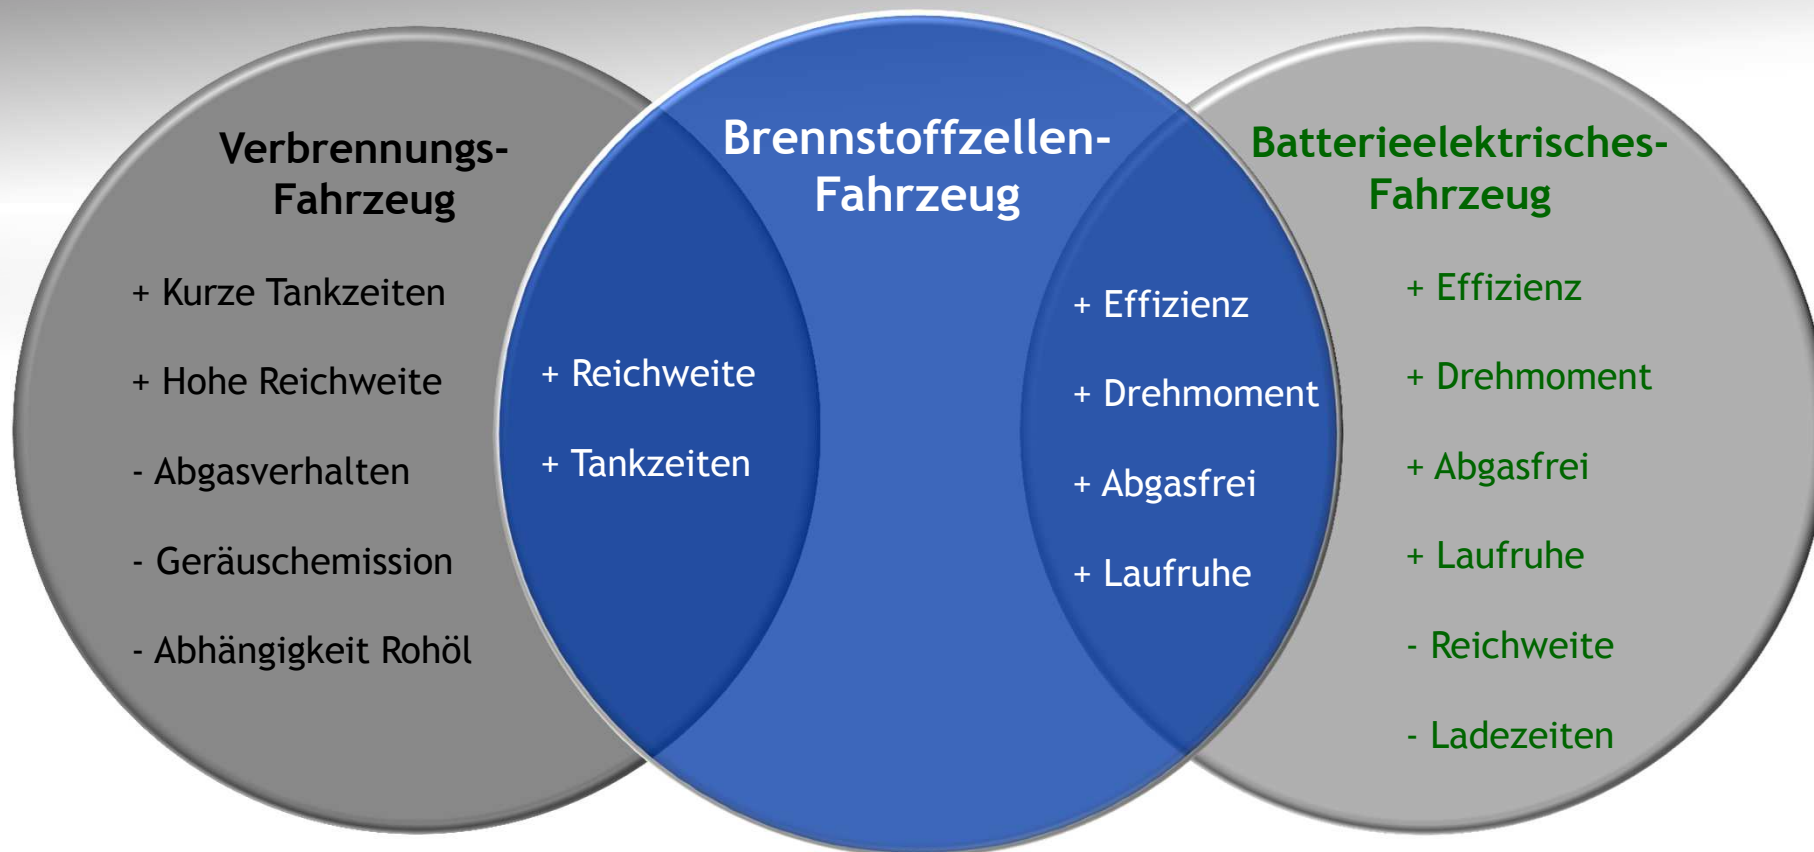 Verbrennungs-
Fahrzeug
+ Kurze Tankzeiten
+ Hohe Reichweite
- Abgasverhalten
- Geräuschemission
- Abhängigkeit Rohöl
Brennstoffzellen-
Fahrzeug
+ Reichweite
+ Tankzeiten
+ Effizienz
+ Drehmoment
+ Abgasfrei
+ Laufruhe
Batterieelektrisches-
Fahrzeug
+ Effizienz
+ Drehmoment
+ Abgasfrei
+ Laufruhe
- Reichweite
- Ladezeiten